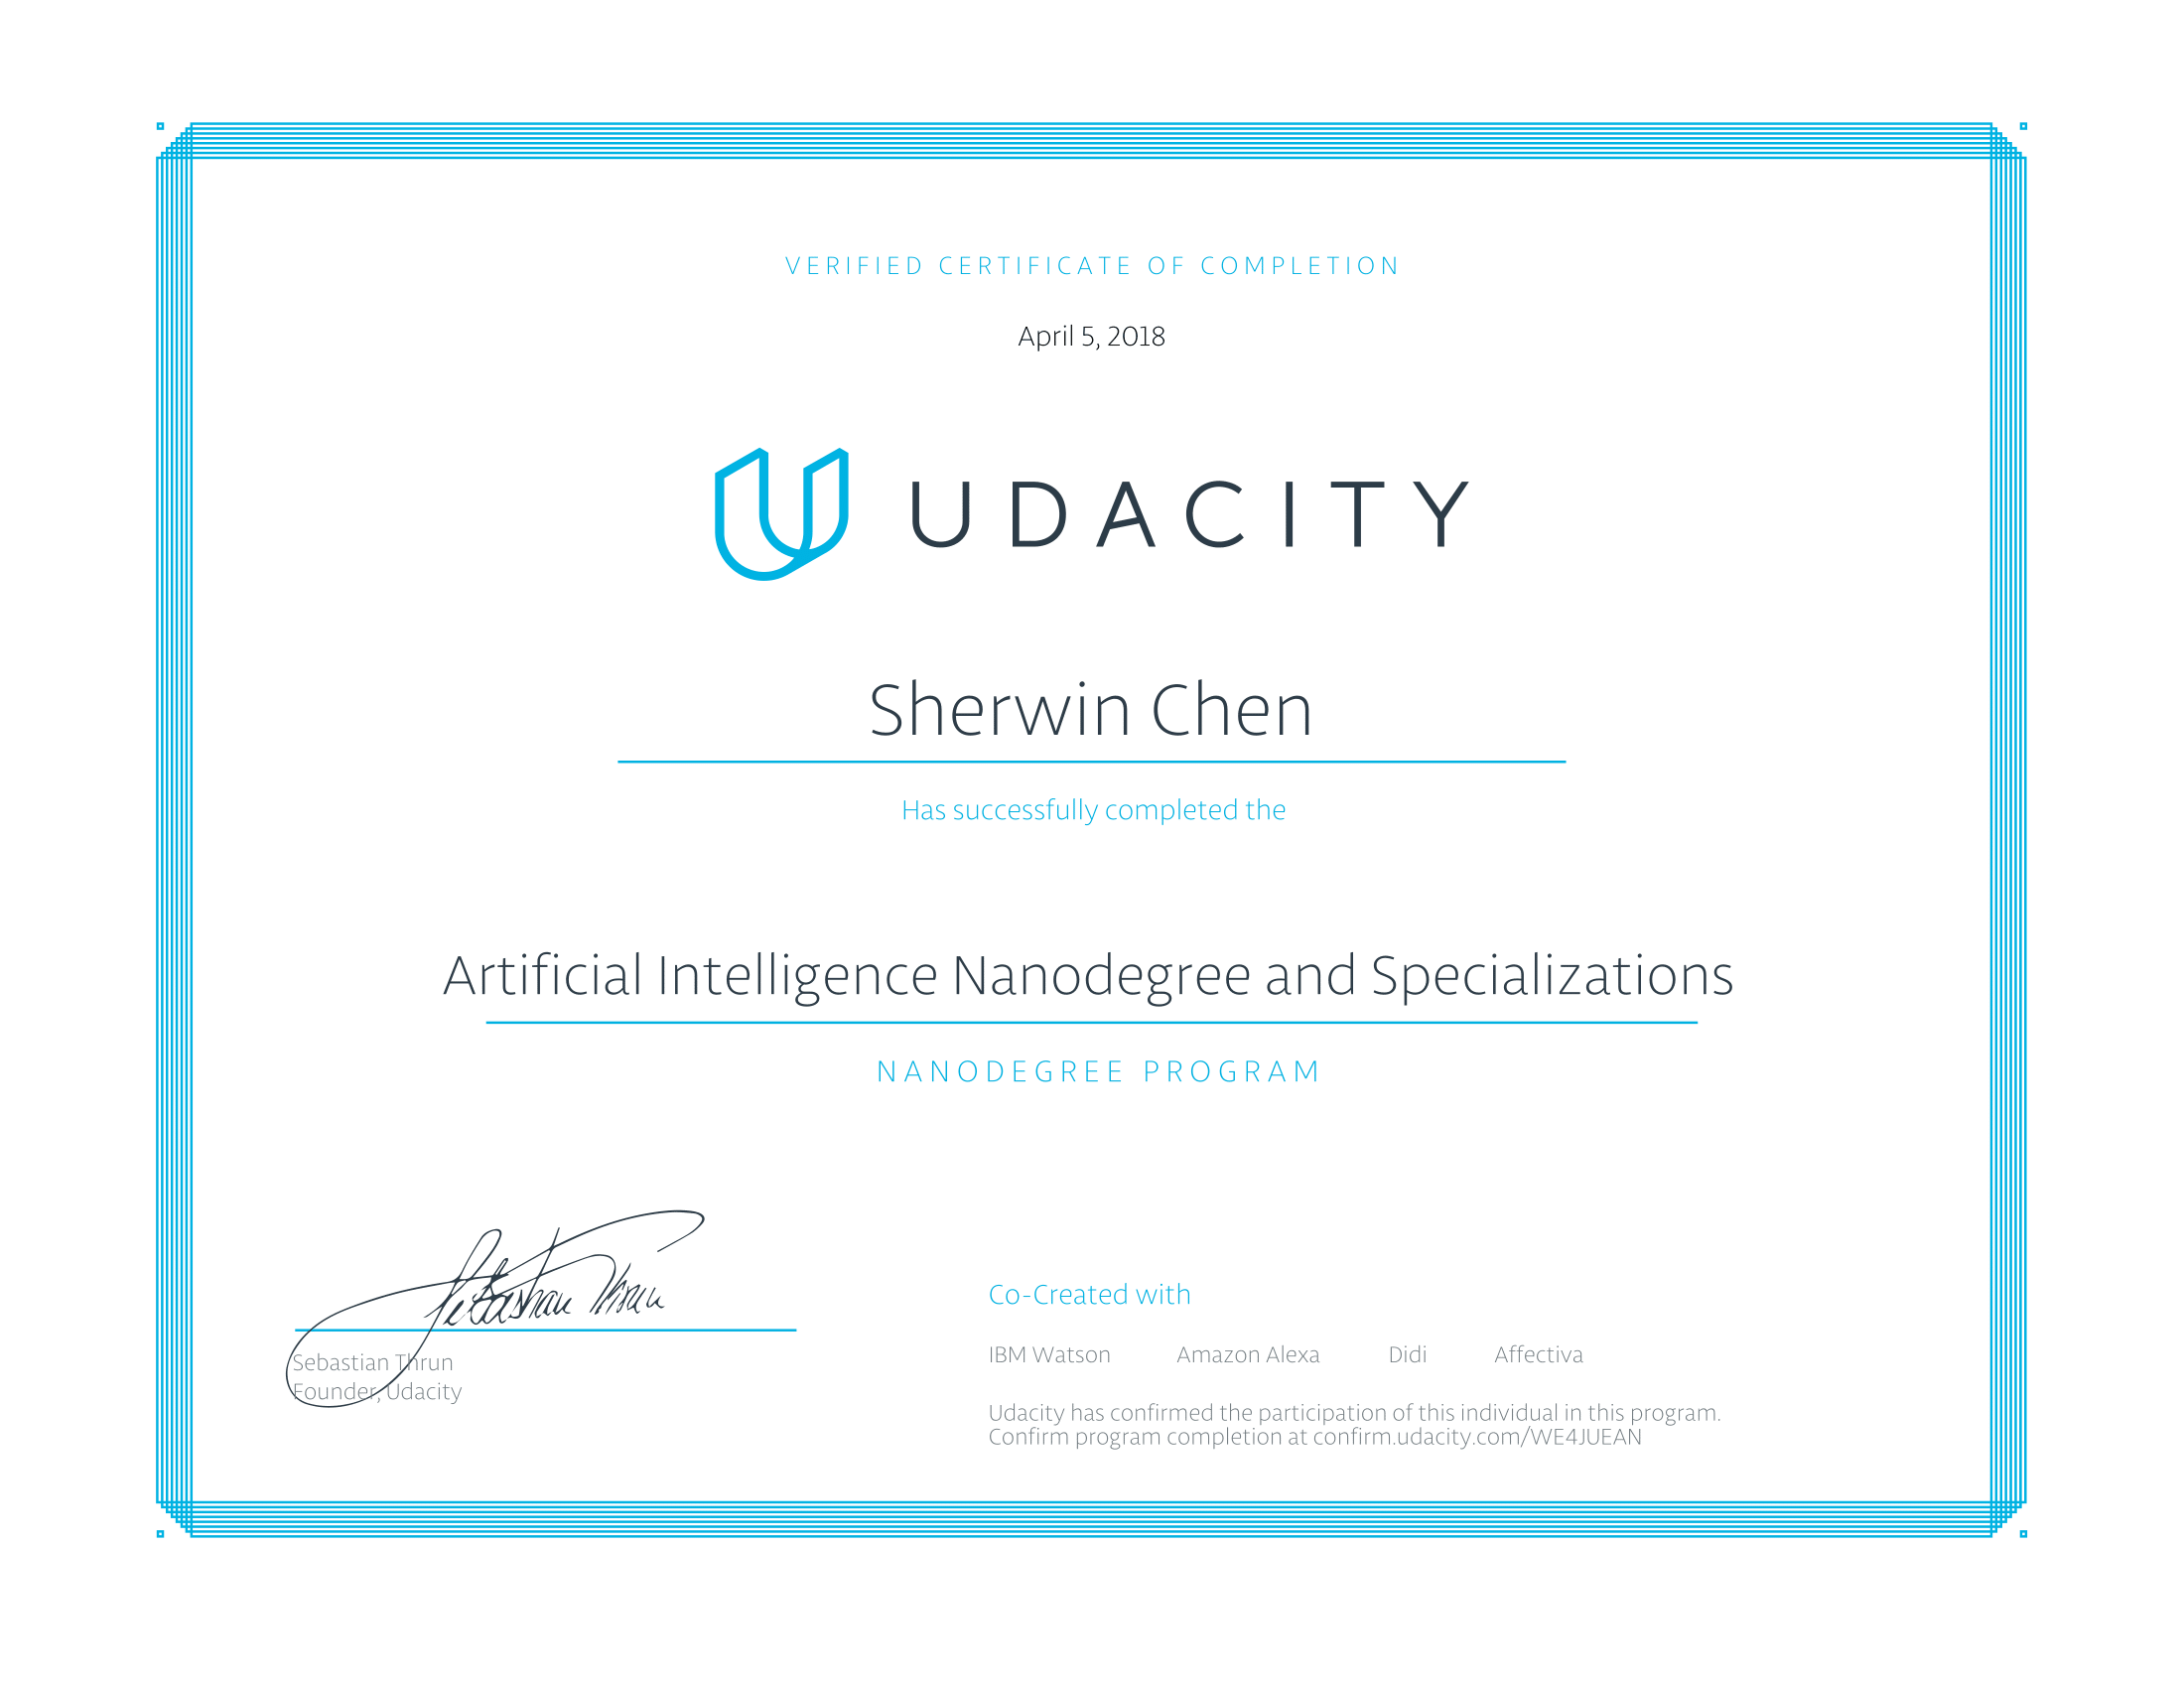 VERIFIED CERTIFICATE OF COMPLETION
April 5, 2018
UDACITY
Sherwin Chen
Has successfully completed the
Artificial Intelligence Nanodegree and Specializations
NANODEGREE PROGRAM
Sebastian Thrun
Sebastian Thrun
Founder, Udacity
Co-Created with
IBM Watson Amazon Alexa Didi Affectiva
Udacity has confirmed the participation of this individual in this program.
Confirm program completion at confirm.udacity.com/WE4JUEAN